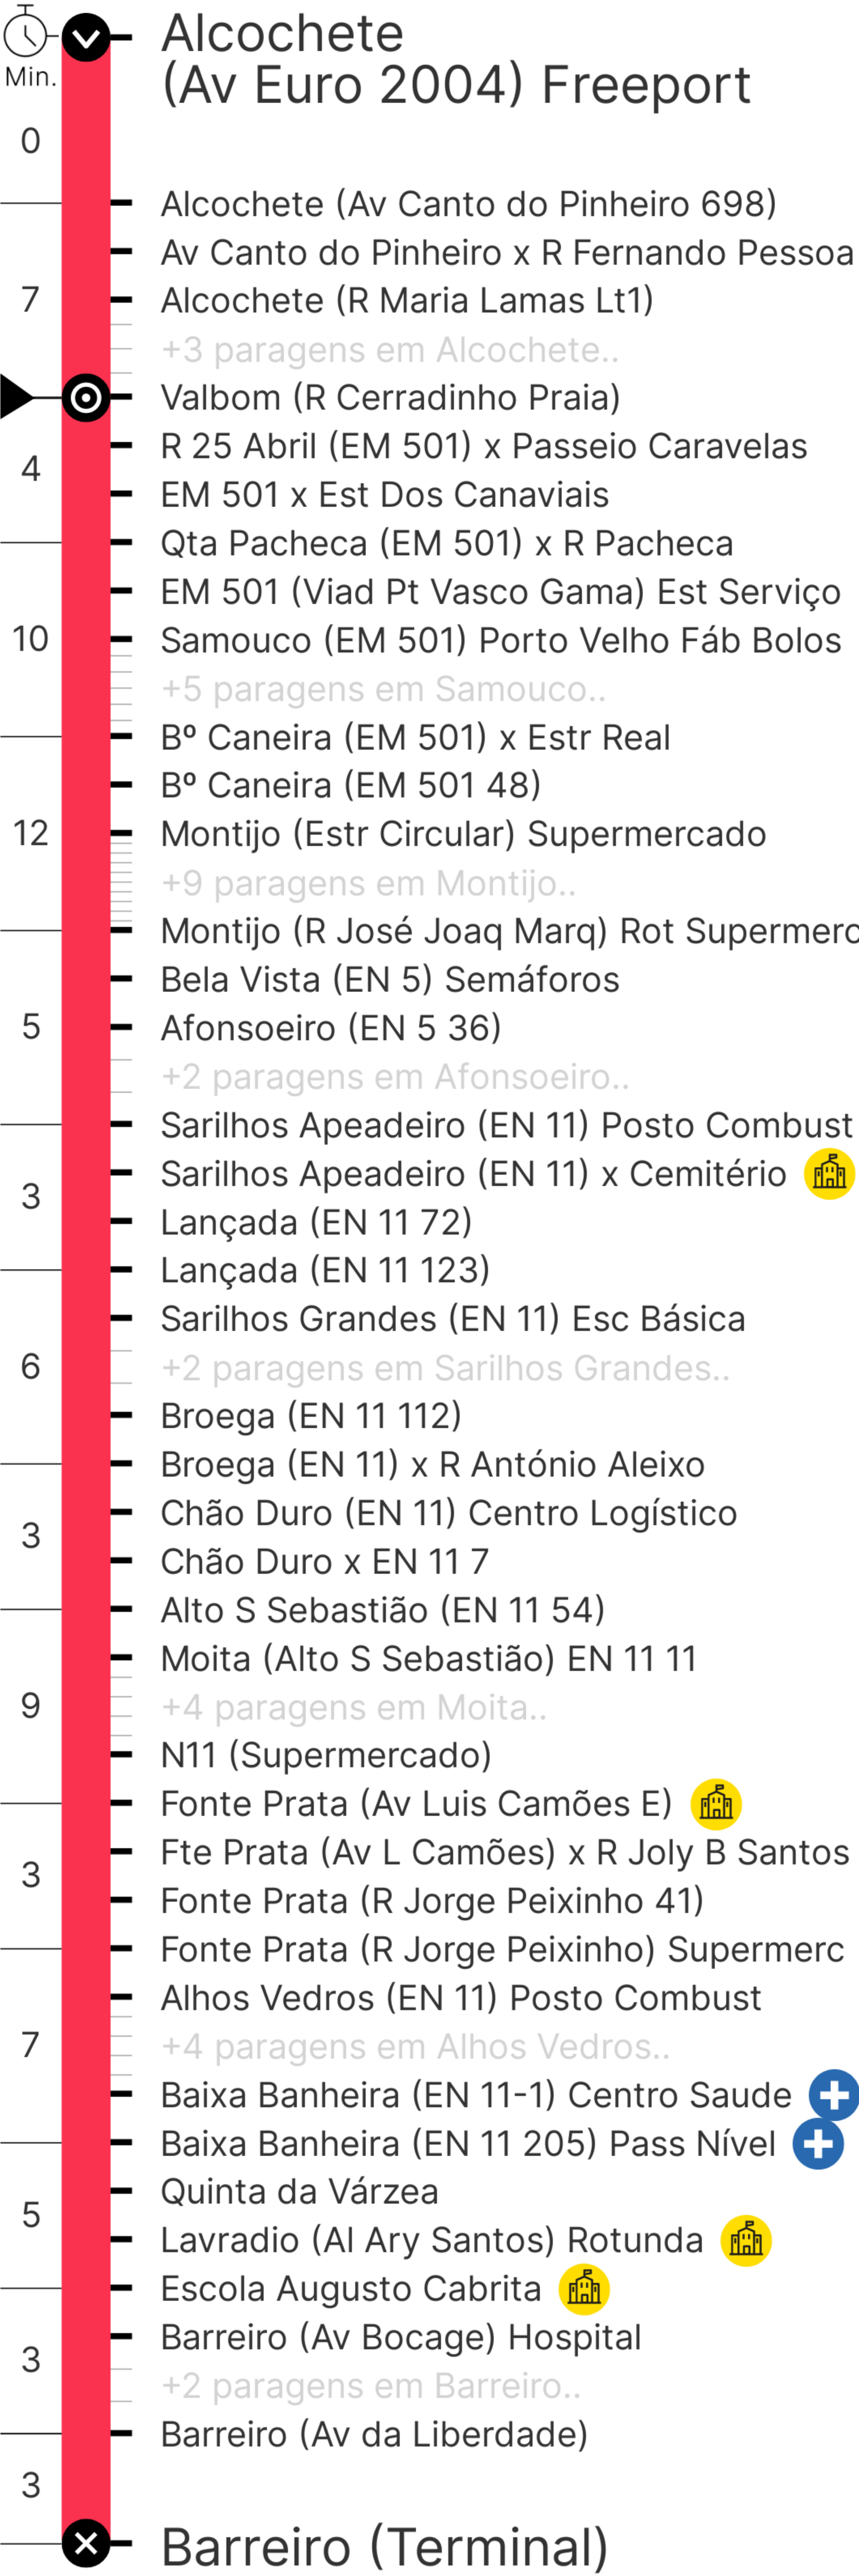 Min.
Alcochete
(Av Euro 2004) Freeport
0
Alcochete (Av Canto do Pinheiro 698)
Av Canto do Pinheiro x R Fernando Pessoa
7
Alcochete (R Maria Lamas Lt1)
+3 paragens em Alcochete..
Valbom (R Cerradinho Praia)
R 25 Abril (EM 501) x Passeio Caravelas
4
EM 501 x Est Dos Canaviais
Qta Pacheca (EM 501) x R Pacheca
EM 501 (Viad Pt Vasco Gama) Est Serviço
10
Samouco (EM 501) Porto Velho Fáb Bolos
+5 paragens em Samouco..
Bº Caneira (EM 501) x Estr Real
Bº Caneira (EM 501 48)
12
Montijo (Estr Circular) Supermercado
+9 paragens em Montijo..
Montijo (R José Joaq Marq) Rot Supermerc
Bela Vista (EN 5) Semáforos
5
Afonsoeiro (EN 5 36)
+2 paragens em Afonsoeiro..
Sarilhos Apeadeiro (EN 11) Posto Combust
Sarilhos Apeadeiro (EN 11) x Cemitério
3
Lançada (EN 11 72)
Lançada (EN 11 123)
Sarilhos Grandes (EN 11) Esc Básica
6
+2 paragens em Sarilhos Grandes..
Broega (EN 11 112)
Broega (EN 11) x R António Aleixo
Chão Duro (EN 11) Centro Logístico
3
Chão Duro x EN 11 7
Alto S Sebastião (EN 11 54)
Moita (Alto S Sebastião) EN 11 11
9
+4 paragens em Moita..
N11 (Supermercado)
Fonte Prata (Av Luis Camões E)
Fte Prata (Av L Camões) x R Joly B Santos
3
Fonte Prata (R Jorge Peixinho 41)
Fonte Prata (R Jorge Peixinho) Supermerc
Alhos Vedros (EN 11) Posto Combust
7
+4 paragens em Alhos Vedros..
Baixa Banheira (EN 11-1) Centro Saude
Baixa Banheira (EN 11 205) Pass Nível
Quinta da Várzea
5
Lavradio (Al Ary Santos) Rotunda
Escola Augusto Cabrita
Barreiro (Av Bocage) Hospital
3
+2 paragens em Barreiro..
Barreiro (Av da Liberdade)
3
Barreiro (Terminal)